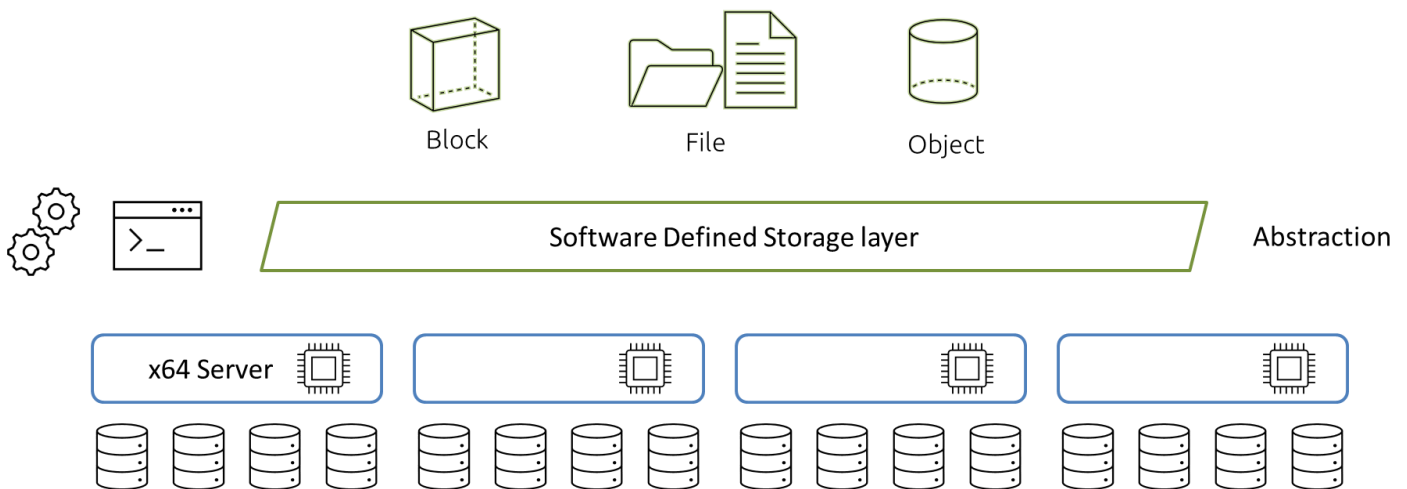 Block
File
Object
>_
Software Defined Storage layer
Abstraction
x64 Server